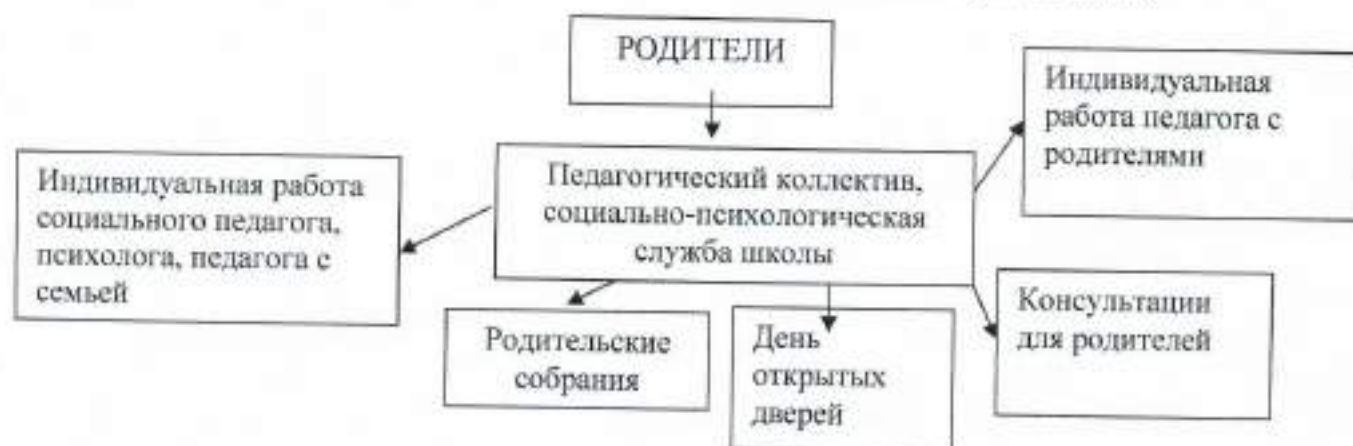 РОДИТЕЛИ
Индивидуальная
работа педагога с
родителями
Индивидуальная работа
социального педагога,
психолога, педагога с
семьей
Педагогический коллектив,
социально-психологическая
служба школы
Родительские
собрания
День
открытых
дверей
Консультации
для родителей